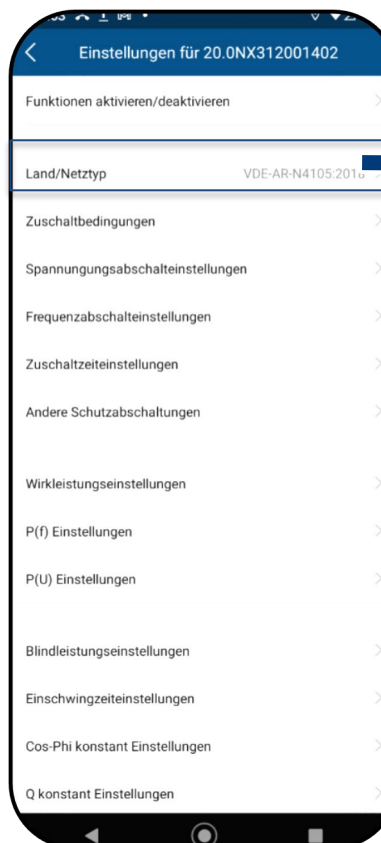 Einstellungen für 20.0NX312001402
Funktionen aktivieren/deaktivieren
Land/Netztyp VDE-AR-N4105:2018
Zuschaltbedingungen
Spannungungsabschalteinstellungen
Frequenzabschalteinstellungen
Zuschaltzeiteinstellungen
Andere Schutzabschaltungen
Wirkleistungseinstellungen
P(f) Einstellungen
P(U) Einstellungen
Blindleistungseinstellungen
Einschwingzeiteinstellungen
Cos-Phi konstant Einstellungen
Q konstant Einstellungen